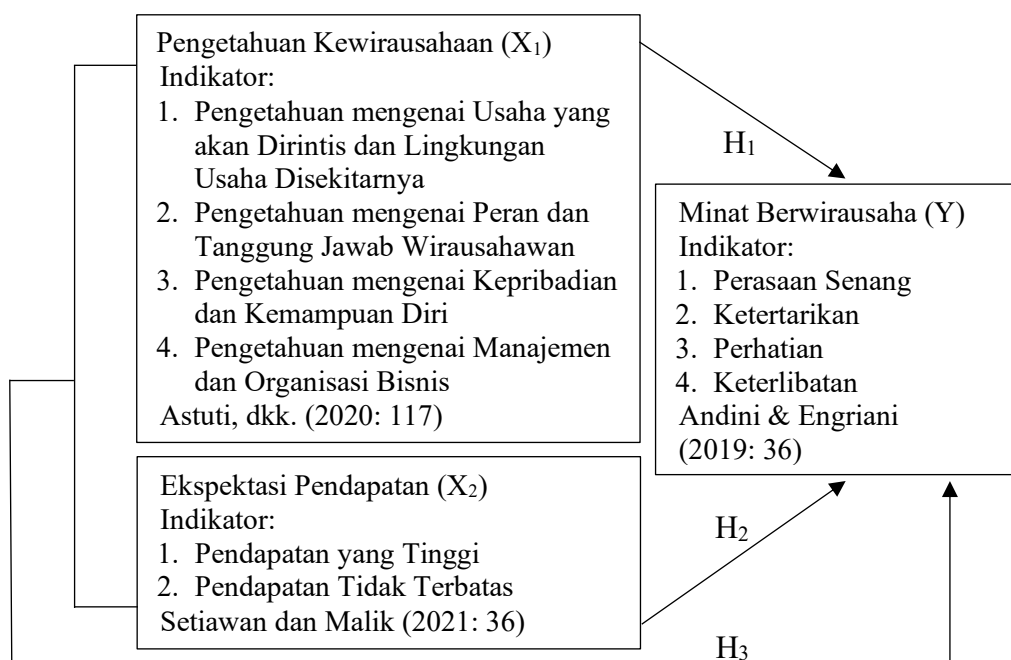 Pengetahuan Kewirausahaan (X₁)
Indikator:
1. Pengetahuan mengenai Usaha yang
akan Dirintis dan Lingkungan
Usaha Disekitarnya
2. Pengetahuan mengenai Peran dan
Tanggung Jawab Wirausahawan
3. Pengetahuan mengenai Kepribadian
dan Kemampuan Diri
4. Pengetahuan mengenai Manajemen
dan Organisasi Bisnis
Astuti, dkk. (2020: 117)
H₁
Minat Berwirausaha (Y)
Indikator:
1. Perasaan Senang
2. Ketertarikan
3. Perhatian
4. Keterlibatan
Andini & Engriani
(2019: 36)
Ekspektasi Pendapatan (X₂)
Indikator:
1. Pendapatan yang Tinggi
2. Pendapatan Tidak Terbatas
Setiawan dan Malik (2021: 36)
H₂
H₃